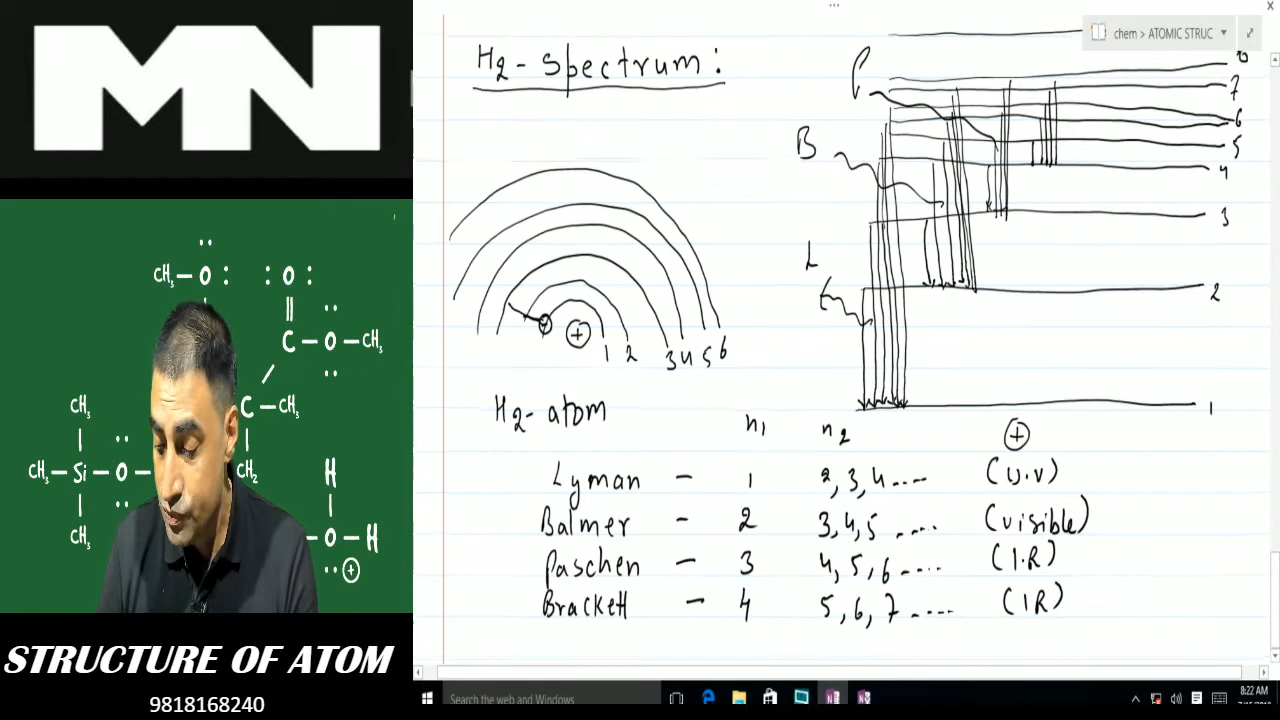 MN
CH3—O :
: O :
C—O—CH3
CH3
C—CH3
CH3—Si—O—
CH2
H
CH3
—O—H
+
STRUCTURE OF ATOM
9818168240
chem > ATOMIC STRUC
H2 - Spectrum :
8
7
6
5
4
3
2
1
P
B
L
+
+
1 2 3 4 5 6
H2 - atom n1 n2
Lyman – 1 2, 3, 4 .... (U.V)
Balmer – 2 3, 4, 5 .... (visible)
Paschen – 3 4, 5, 6 .... (I.R)
Brackett – 4 5, 6, 7 .... (IR)
Search the web and Windows
8:22 AM